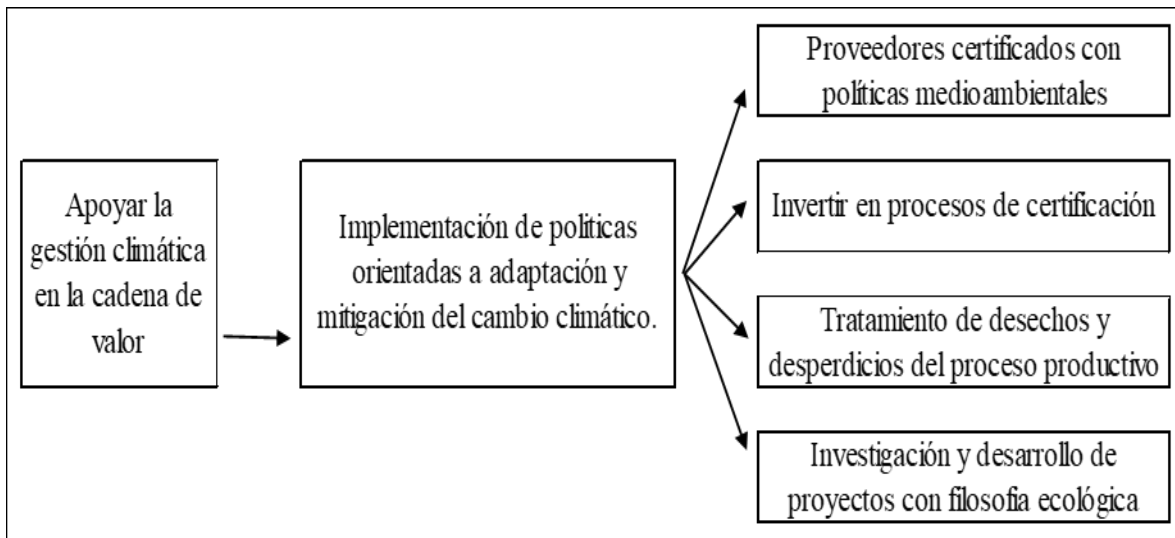 Apoyar la
gestión climática
en la cadena de
valor
Implementación de políticas
orientadas a adaptación y
mitigación del cambio climático.
Proveedores certificados con
políticas medioambientales
Invertir en procesos de certificación
Tratamiento de desechos y
desperdicios del proceso productivo
Investigación y desarrollo de
proyectos con filosofia ecológica